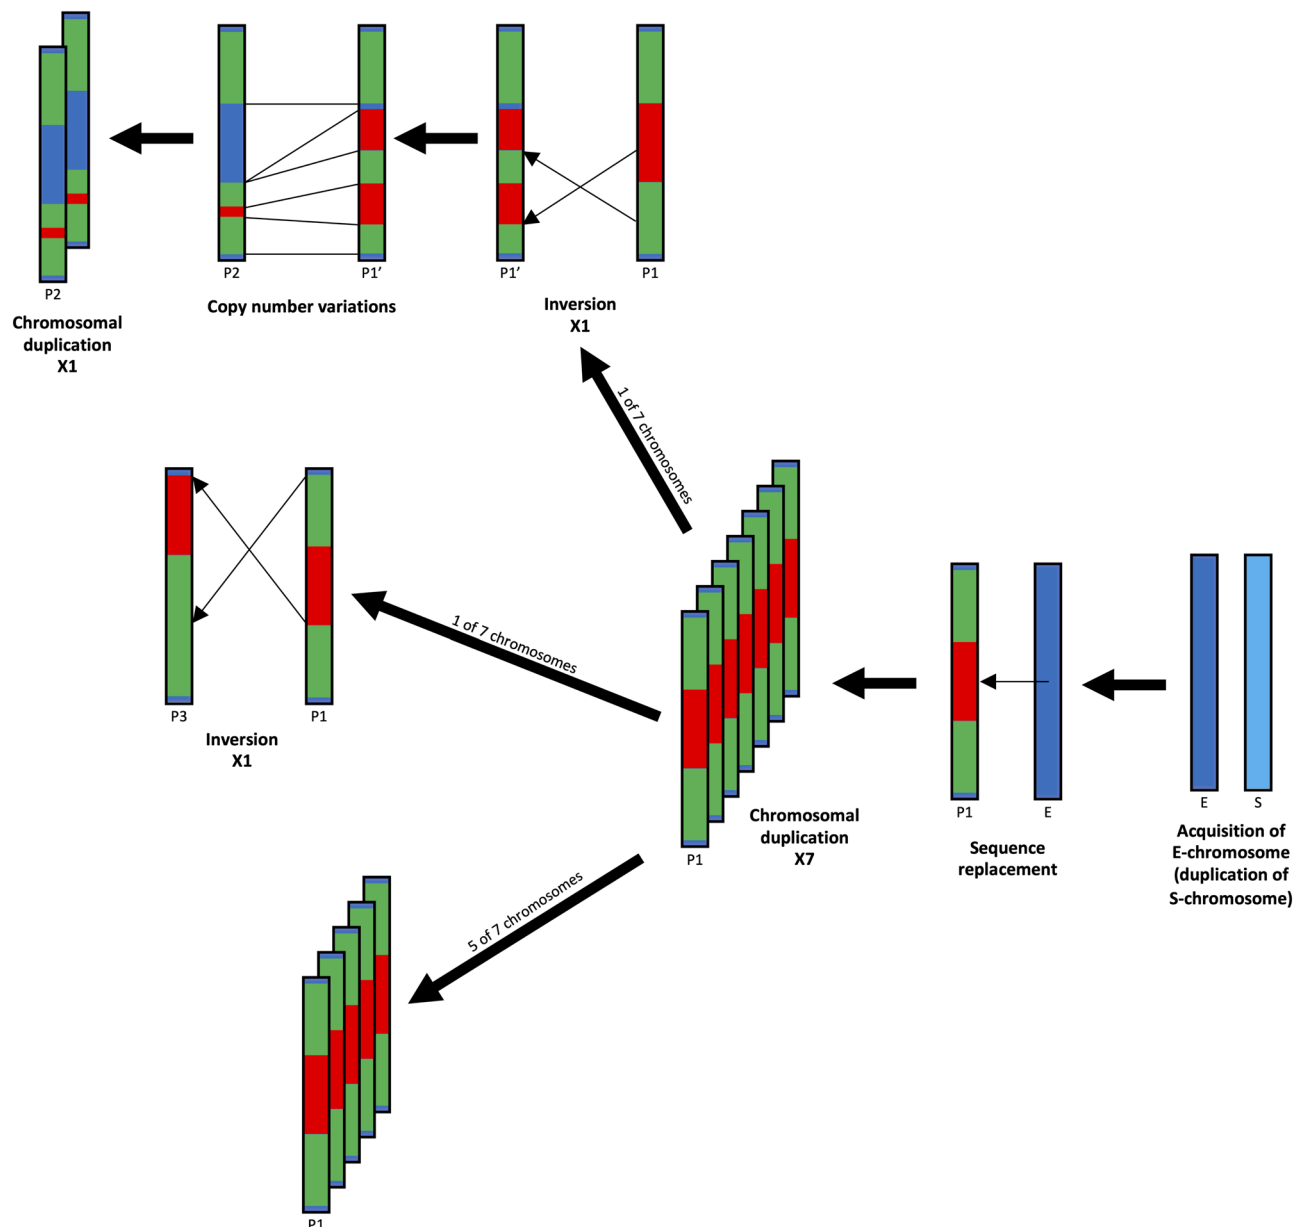 P2
P1’
P1’
P1
P2
Chromosomal
duplication
X1
Copy number variations
Inversion
X1
1 of 7 chromosomes
P3
P1
Inversion
X1
1 of 7 chromosomes
P1
Chromosomal
duplication
X7
P1
E
Sequence
replacement
E
S
Acquisition of
E-chromosome
(duplication of
S-chromosome)
5 of 7 chromosomes
P1